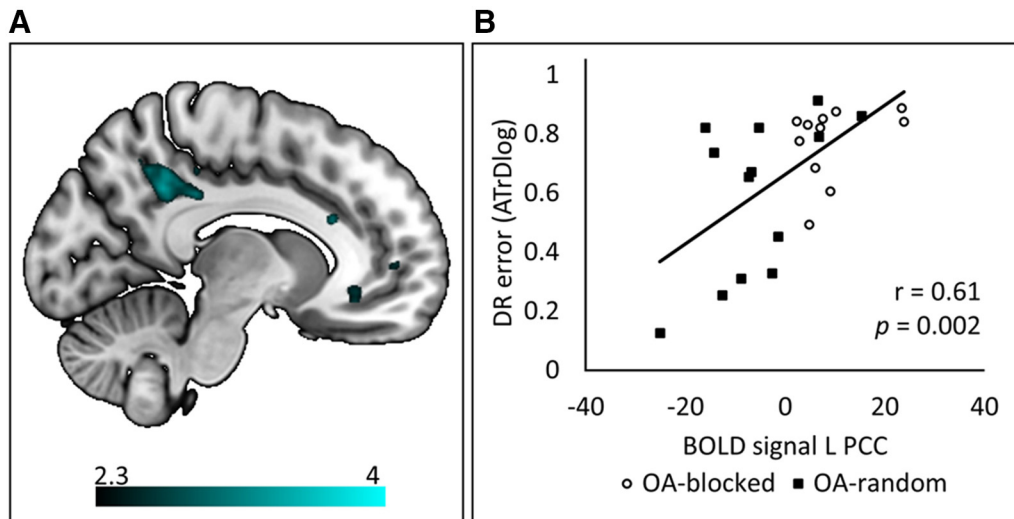 A
2.3 4
B
DR error (ATrDlog)
1
0.8
0.6
0.4
0.2
0
r = 0.61
p = 0.002
-40 -20 0 20 40
BOLD signal L PCC
OA-blocked OA-random